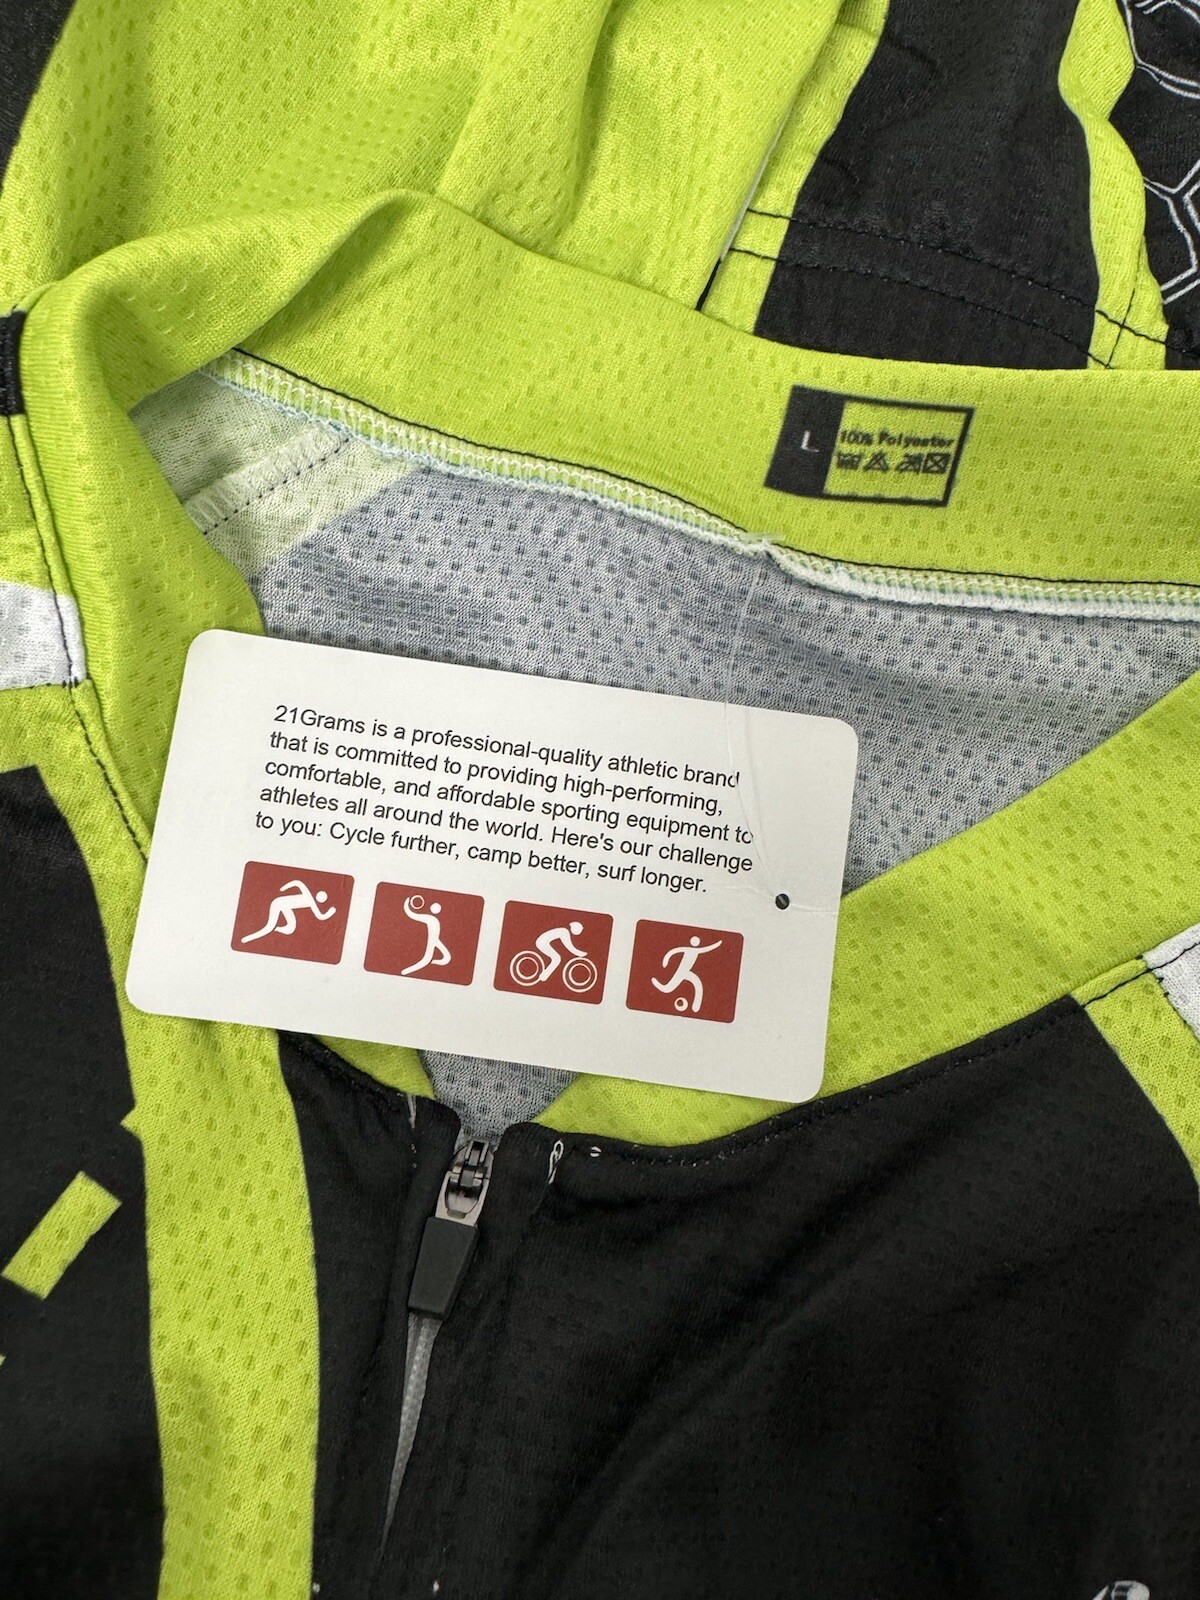 L
100% Polyester
21Grams is a professional-quality athletic brand
that is committed to providing high-performing,
comfortable, and affordable sporting equipment to
athletes all around the world. Here's our challenge
to you: Cycle further, camp better, surf longer.